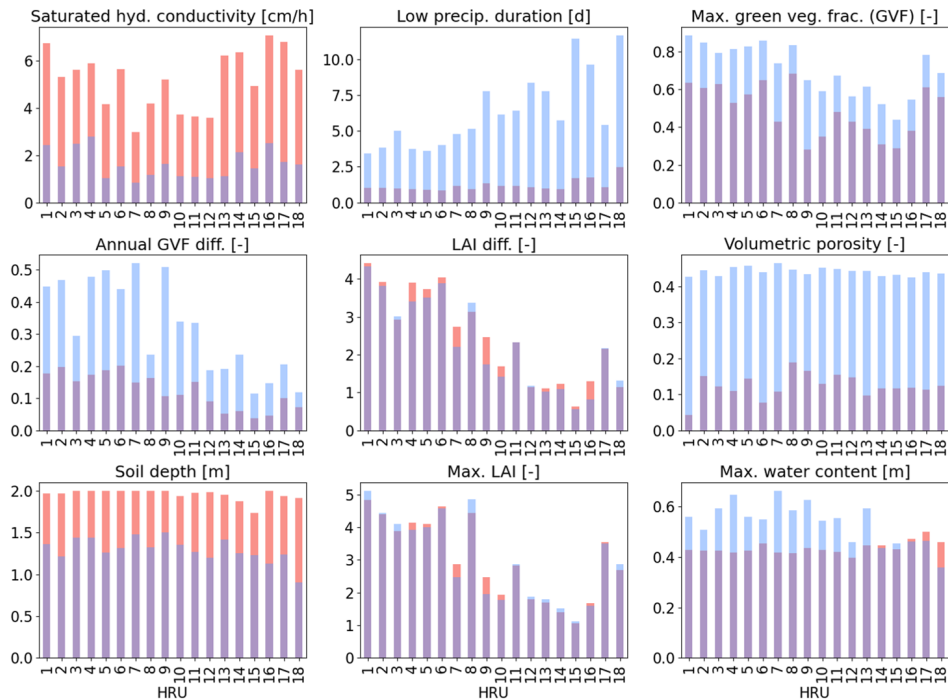 Saturated hyd. conductivity [cm/h]
Low precip. duration [d]
Max. green veg. frac. (GVF) [-]
6
4
2
0
1 2 3 4 5 6 7 8 9 10 11 12 13 14 15 16 17 18
10.0
7.5
5.0
2.5
0.0
1 2 3 4 5 6 7 8 9 10 11 12 13 14 15 16 17 18
0.8
0.6
0.4
0.2
0.0
1 2 3 4 5 6 7 8 9 10 11 12 13 14 15 16 17 18
Annual GVF diff. [-]
LAI diff. [-]
Volumetric porosity [-]
0.5
0.4
0.3
0.2
0.1
0.0
1 2 3 4 5 6 7 8 9 10 11 12 13 14 15 16 17 18
4
3
2
1
0
1 2 3 4 5 6 7 8 9 10 11 12 13 14 15 16 17 18
0.4
0.3
0.2
0.1
0.0
1 2 3 4 5 6 7 8 9 10 11 12 13 14 15 16 17 18
Soil depth [m]
Max. LAI [-]
Max. water content [m]
2.0
1.5
1.0
0.5
0.0
1 2 3 4 5 6 7 8 9 10 11 12 13 14 15 16 17 18
HRU
5
4
3
2
1
0
1 2 3 4 5 6 7 8 9 10 11 12 13 14 15 16 17 18
HRU
0.6
0.4
0.2
0.0
1 2 3 4 5 6 7 8 9 10 11 12 13 14 15 16 17 18
HRU